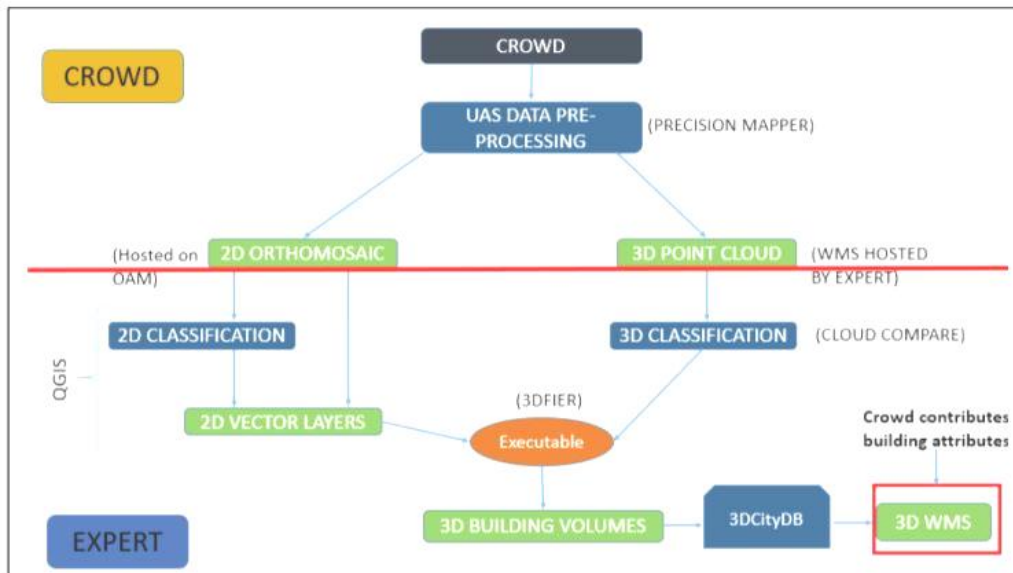 CROWD
CROWD
UAS DATA PRE-
PROCESSING
(PRECISION MAPPER)
(Hosted on
OAM)
2D ORTHOMOSAIC
3D POINT CLOUD
(WMS HOSTED
BY EXPERT)
2D CLASSIFICATION
3D CLASSIFICATION
(CLOUD COMPARE)
QGIS
(3DFIER)
2D VECTOR LAYERS
Executable
Crowd contributes
building attributes
3D BUILDING VOLUMES
3DCityDB
3D WMS
EXPERT